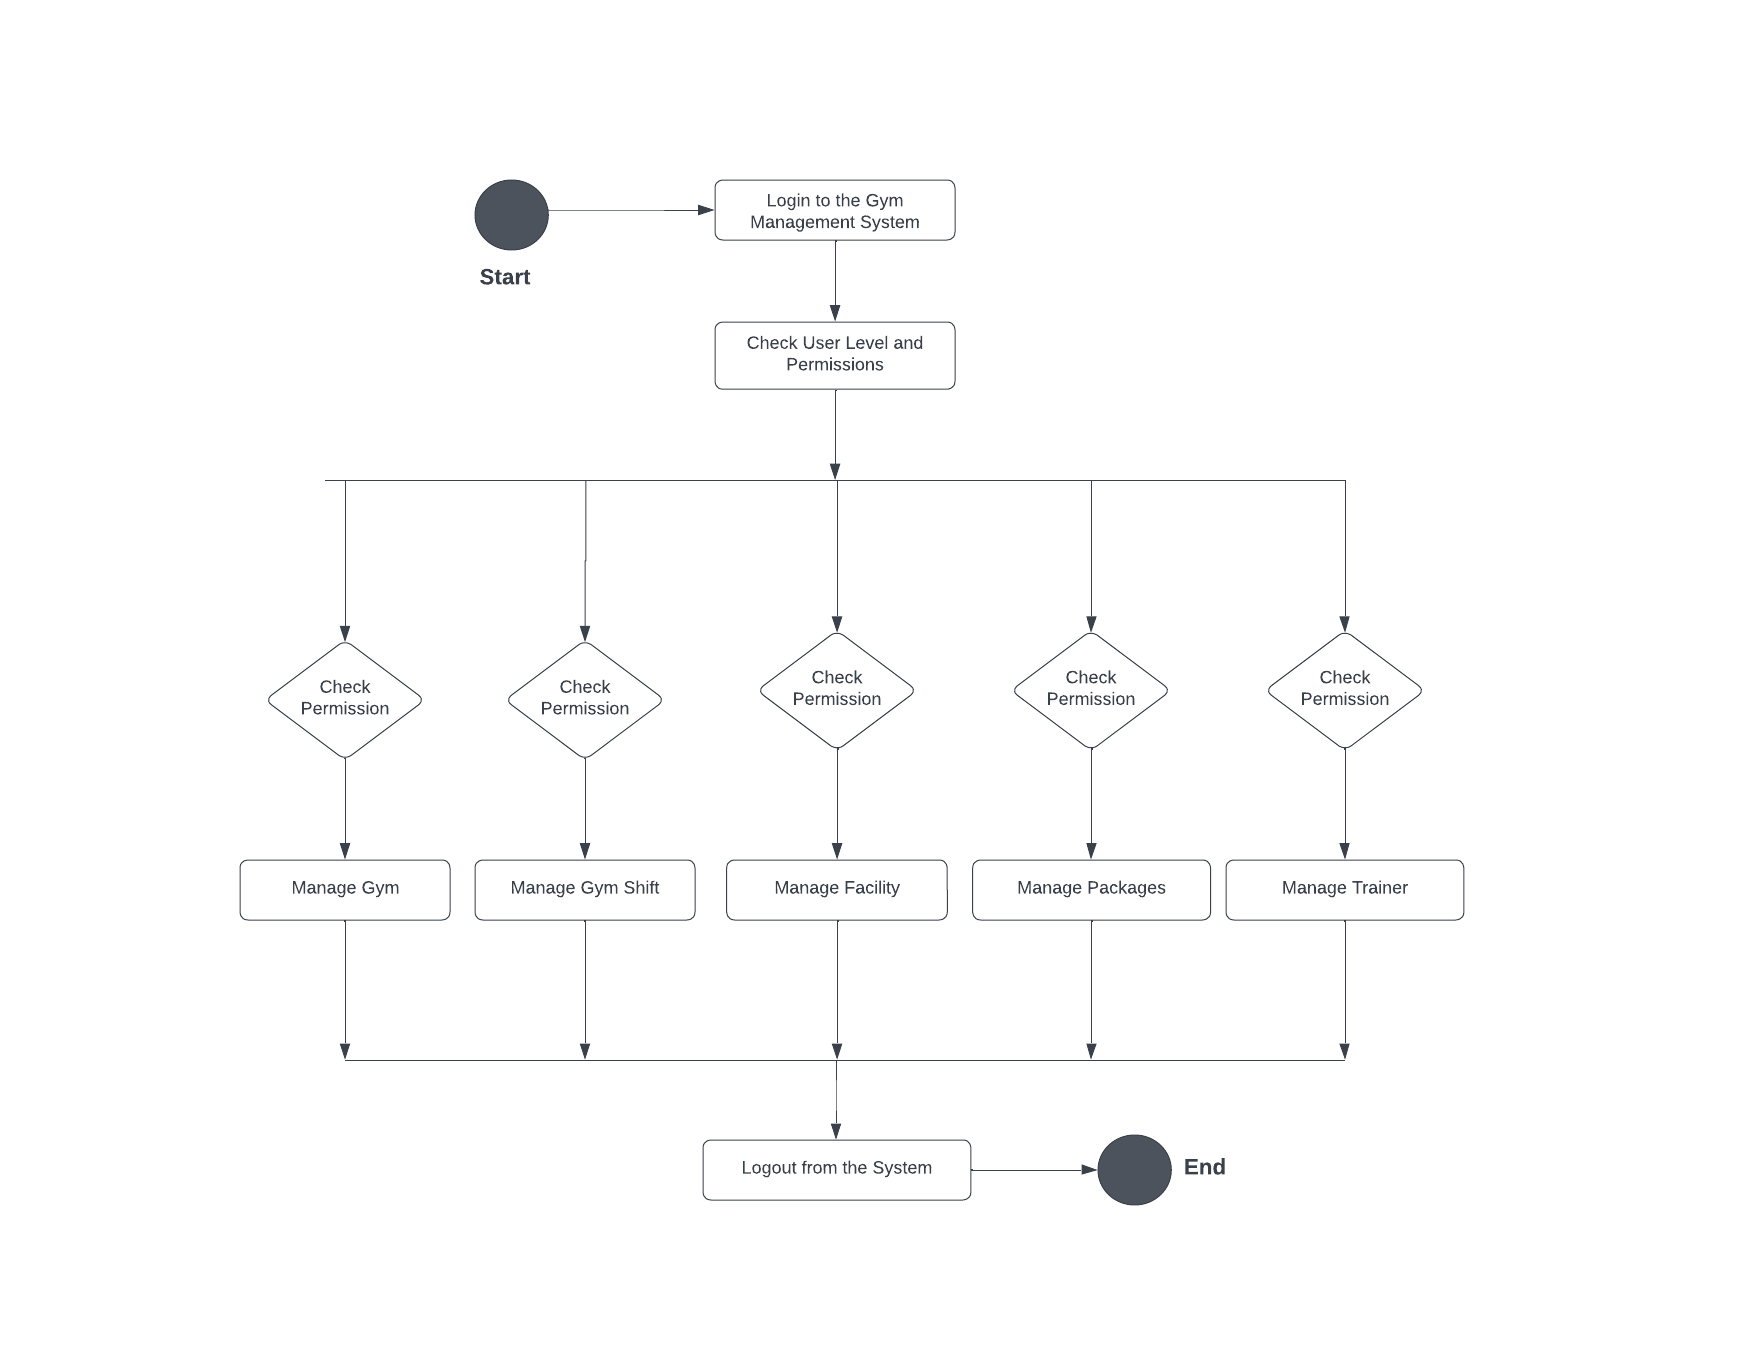 Login to the Gym
Management System
Start
Check User Level and
Permissions
Check
Permission
Check
Permission
Check
Permission
Check
Permission
Check
Permission
Manage Gym
Manage Gym Shift
Manage Facility
Manage Packages
Manage Trainer
Logout from the System
End